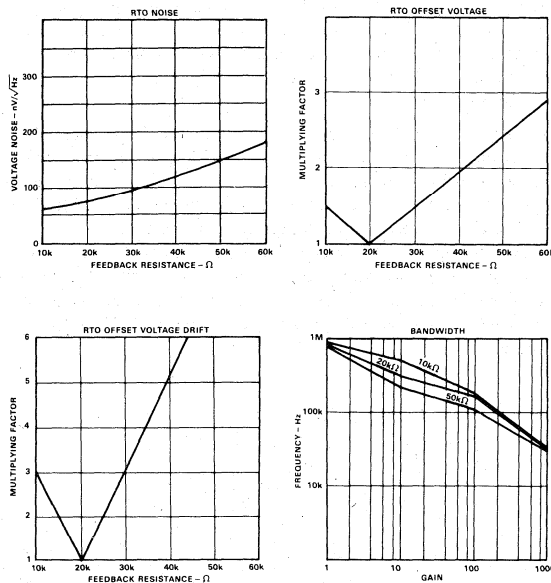 RTO NOISE
VOLTAGE NOISE – nV/√Hz
300
200
150
100
0
10k 20k 30k 40k 50k 60k
FEEDBACK RESISTANCE – Ω
RTO OFFSET VOLTAGE
MULTIPLYING FACTOR
3
2
1
10k 20k 30k 40k 50k 60k
FEEDBACK RESISTANCE – Ω
RTO OFFSET VOLTAGE DRIFT
MULTIPLYING FACTOR
6
5
4
3
2
1
10k 20k 30k 40k 50k 60k
FEEDBACK RESISTANCE – Ω
BANDWIDTH
FREQUENCY – Hz
1M
100k
10k
10kΩ
20kΩ
50kΩ
1 10 100 1000
GAIN